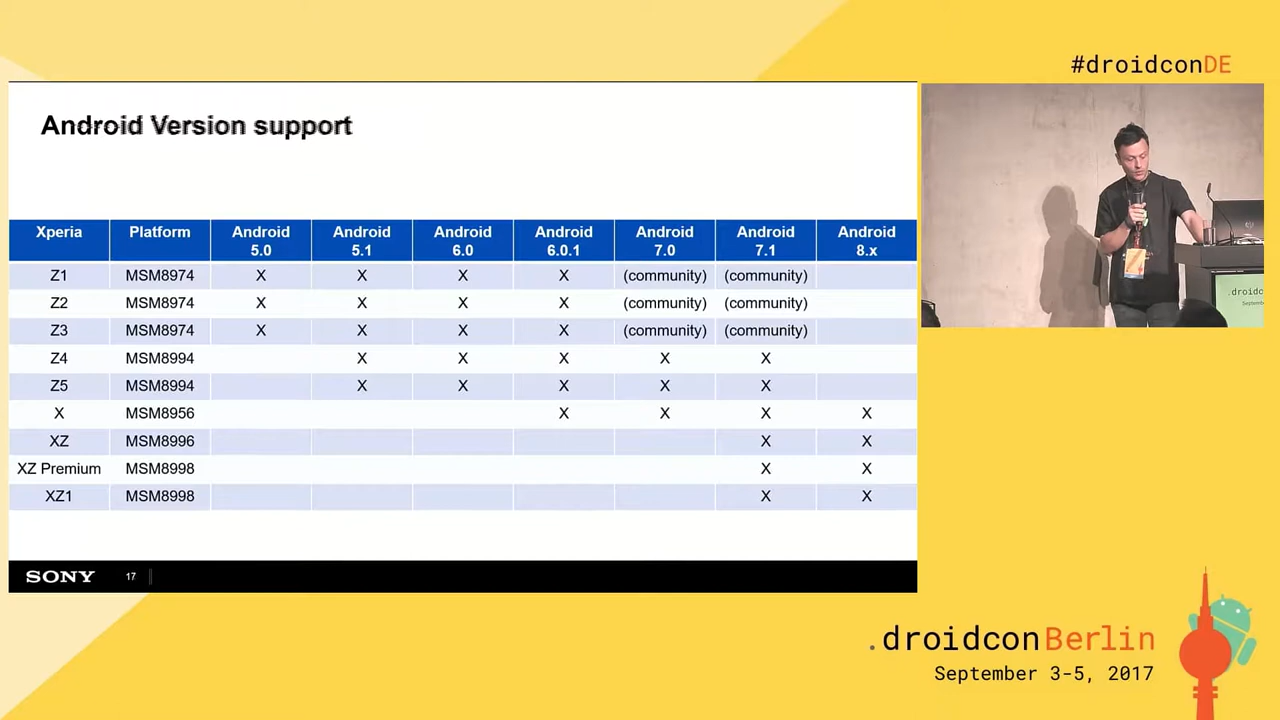 #droidconDE
Android Version support
Xperia Platform Android 5.0 Android 5.1 Android 6.0 Android 6.0.1 Android 7.0 Android 7.1 Android 8.x
Z1 MSM8974 X X X X (community) (community)
Z2 MSM8974 X X X X (community) (community)
Z3 MSM8974 X X X X (community) (community)
Z4 MSM8994 X X X X X
Z5 MSM8994 X X X X X
X MSM8956 X X X X
XZ MSM8996 X X
XZ Premium MSM8998 X X
XZ1 MSM8998 X X
SONY 17
.droidc
.droidconBerlin
September 3-5, 2017